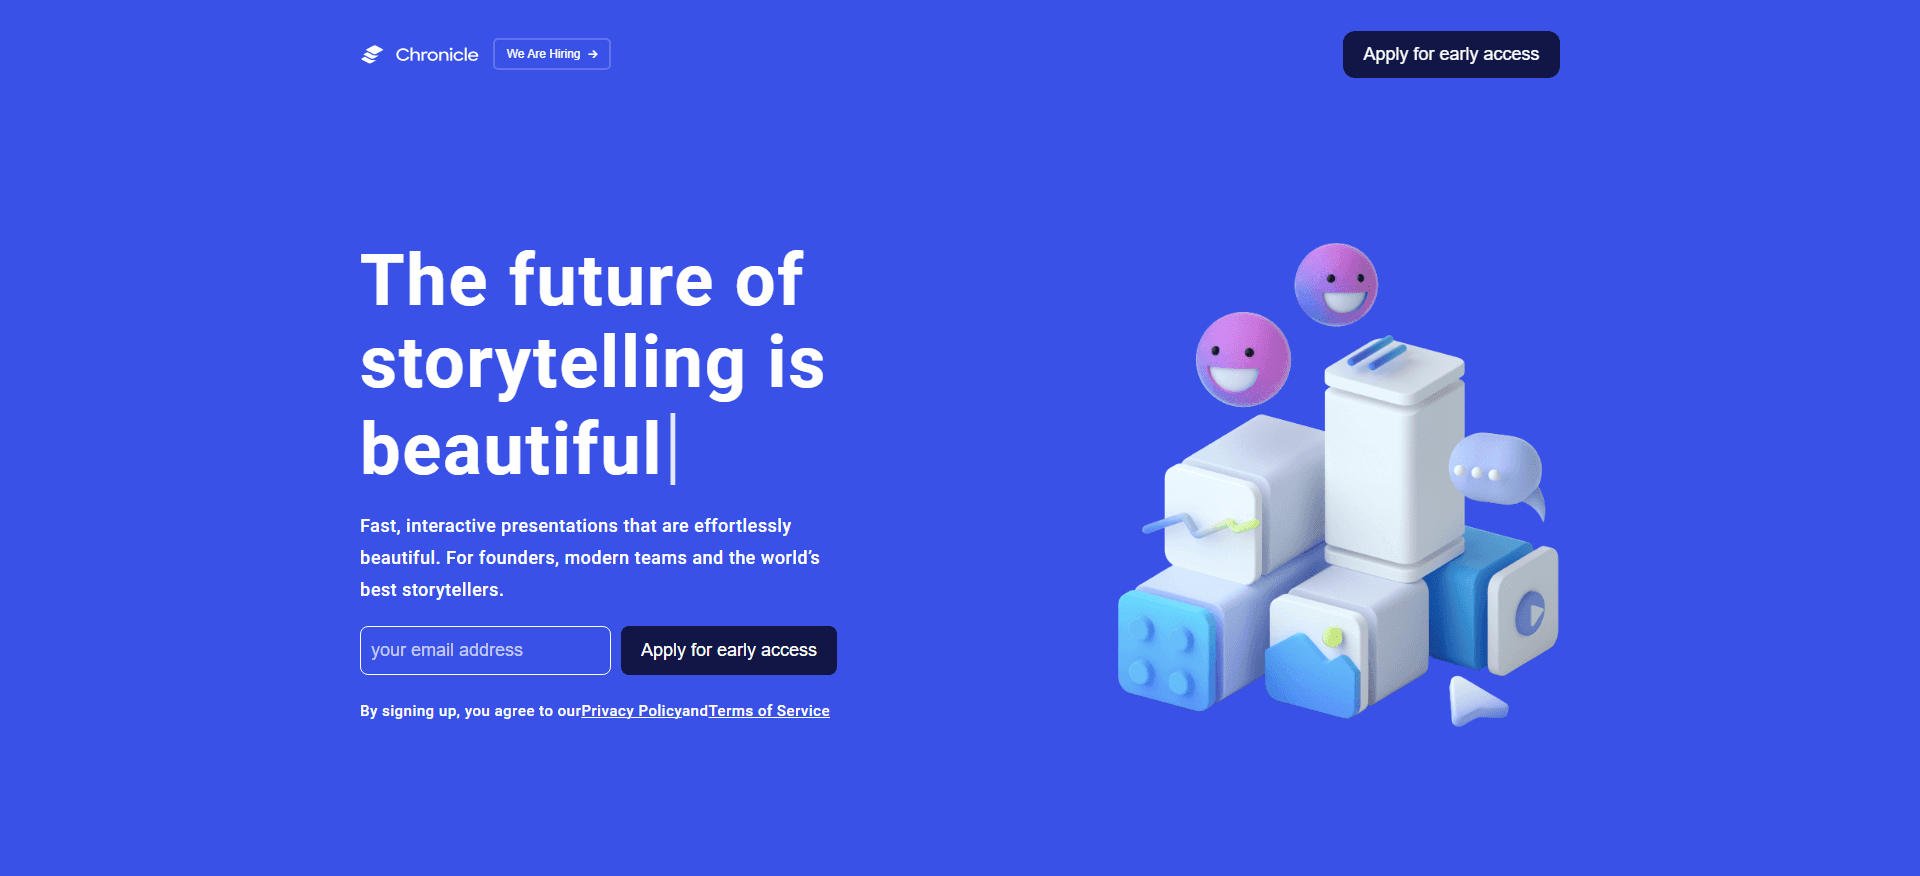 Chronicle
We Are Hiring →
Apply for early access
The future of
storytelling is
beautiful|
Fast, interactive presentations that are effortlessly
beautiful. For founders, modern teams and the world’s
best storytellers.
your email address
Apply for early access
By signing up, you agree to ourPrivacy PolicyandTerms of Service